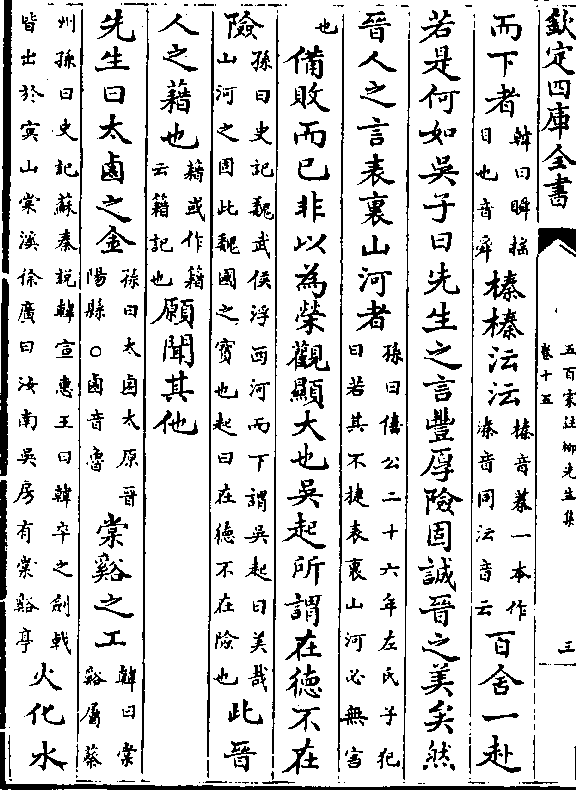 欽定四庫全書
五百家注柳先生集
卷十五
三
而下者韓曰瞬搖目也音舜榛榛沄沄榛音蓁一本作溱音同沄音云百舍一赴
若是何如吳子曰先生之言豐厚險固誠晉之美矣然
晉人之言表裏山河者孫曰僖公二十六年左氏子犯曰若其不捷表裏山河必無害
也備敗而已非以為榮觀顯大也吳起所謂在德不在
險孫曰史記魏武侯浮西河而下謂吳起曰美哉山河之固此魏國之寶也起曰在德不在險也此晉
人之藉也藉或作籍云籍記也願聞其他
先生曰太鹵之金孫曰太鹵太原晉陽縣○鹵音魯棠谿之工韓曰棠谿屬蔡
州孫曰史記蘇秦說韓宣惠王曰韓卒之劍戟皆出於冥山棠溪徐廣曰汝南吳房有棠谿亭火化水